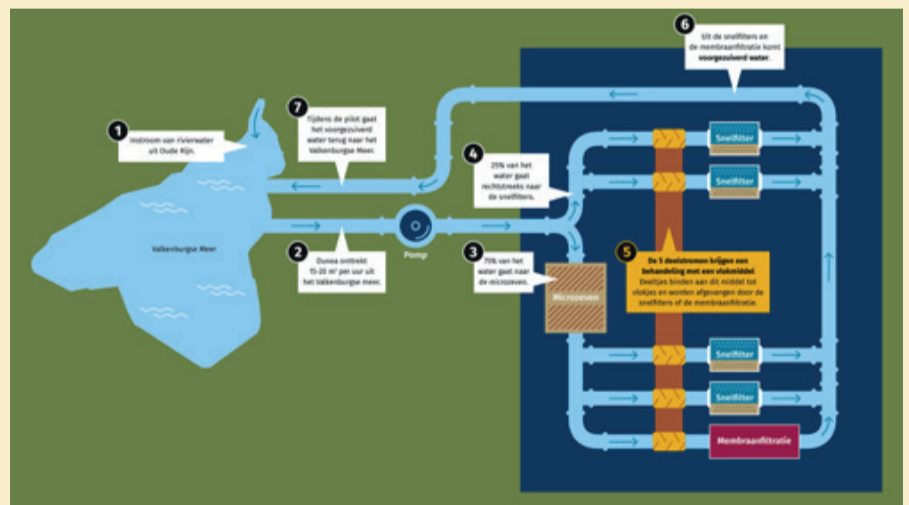 1
Instroom van rivierwater
uit Oude Rijn.
7
Tijdens de pilot gaat
het voorgezuiverd
water terug naar het
Valkenburgse Meer.
6
Uit de snelfilters en
de membraanfiltratie komt
voorgezuiverd water.
4
25% van het
water gaat
rechtstreeks naar
de snelfilters.
Snelfilter
Snelfilter
Valkenburgse Meer
Pomp
2
Dunea onttrekt
15-20 m³ per uur uit
het Valkenburgse meer.
3
75% van het
water gaat naar
de microzeven.
Microzeven
5
De 5 deelstromen krijgen een
behandeling met een vlokmiddel
Deeltjes binden aan dit middel tot
vlokjes en worden afgevangen door de
snelfilters of de membraanfiltratie.
Snelfilter
Snelfilter
Membraanfiltratie